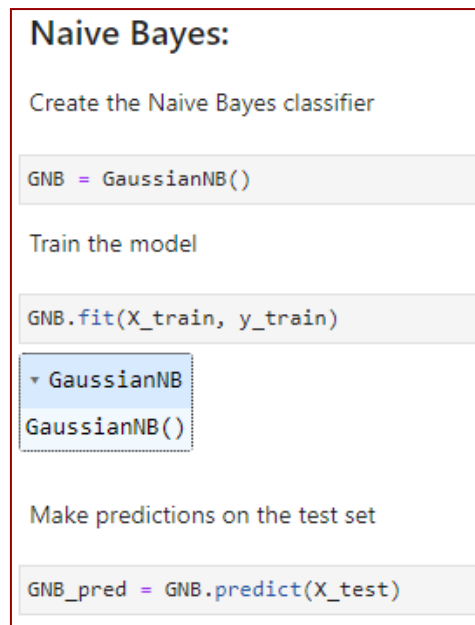 Naive Bayes:
Create the Naive Bayes classifier
GNB = GaussianNB()
Train the model
GNB.fit(X_train, y_train)
▾ GaussianNB
GaussianNB()
Make predictions on the test set
GNB_pred = GNB.predict(X_test)